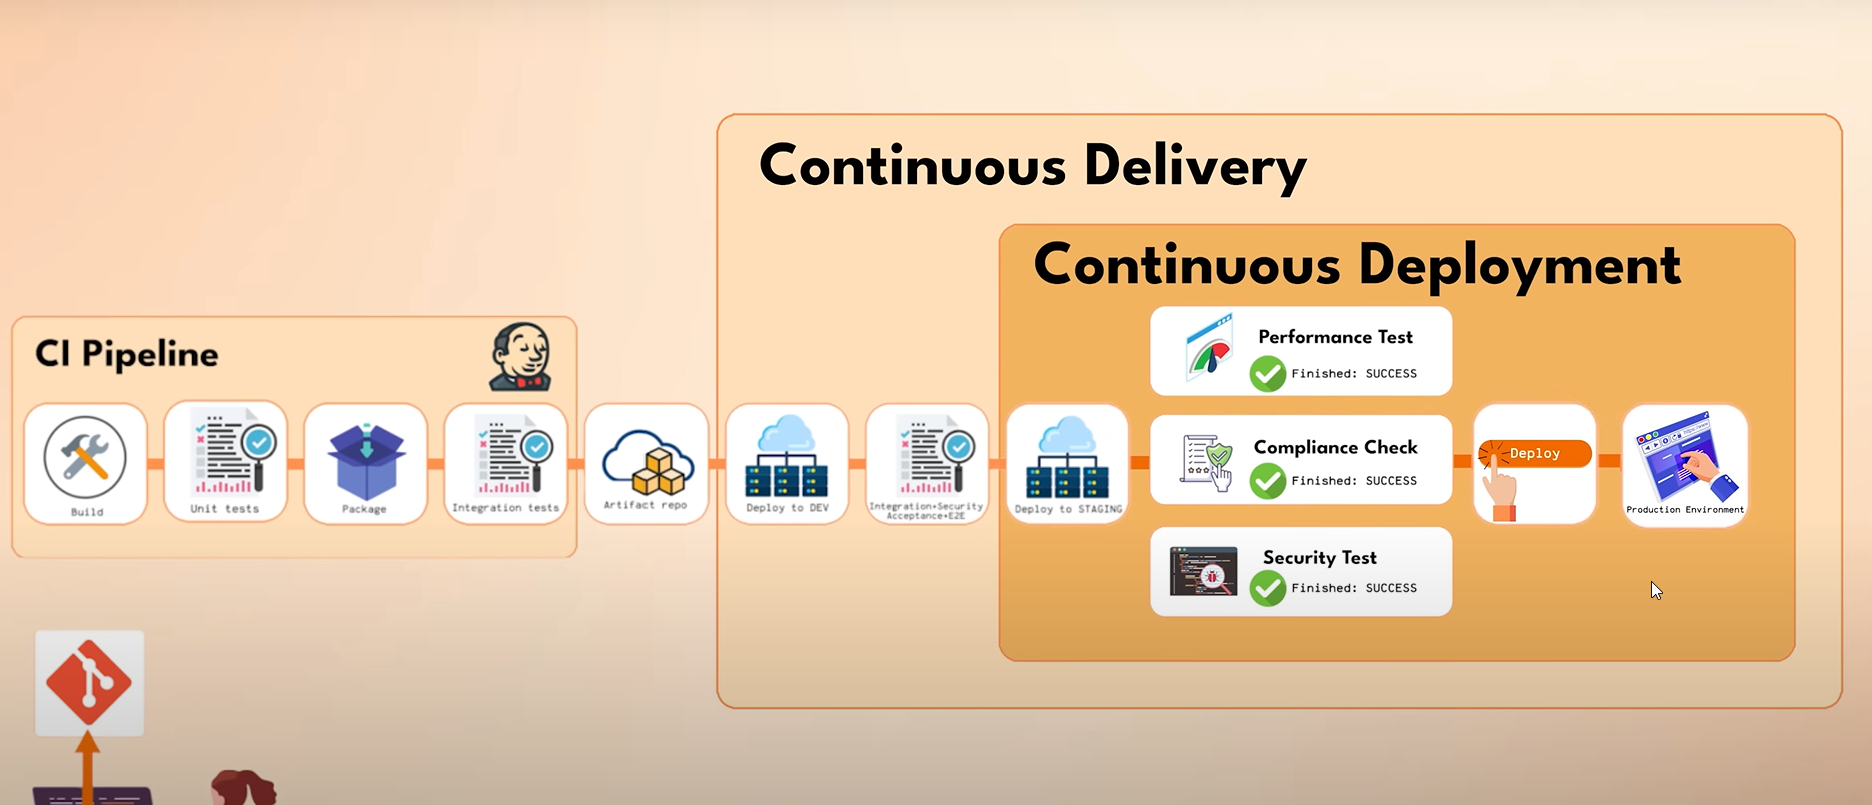 Continuous Delivery
Continuous Deployment
CI Pipeline
Build
Unit tests
Package
Integration tests
Artifact repo
Deploy to DEV
Integration+Security
Acceptance+E2E
Deploy to STAGING
Performance Test
Finished: SUCCESS
Compliance Check
Finished: SUCCESS
Security Test
Finished: SUCCESS
Deploy
Production Environment